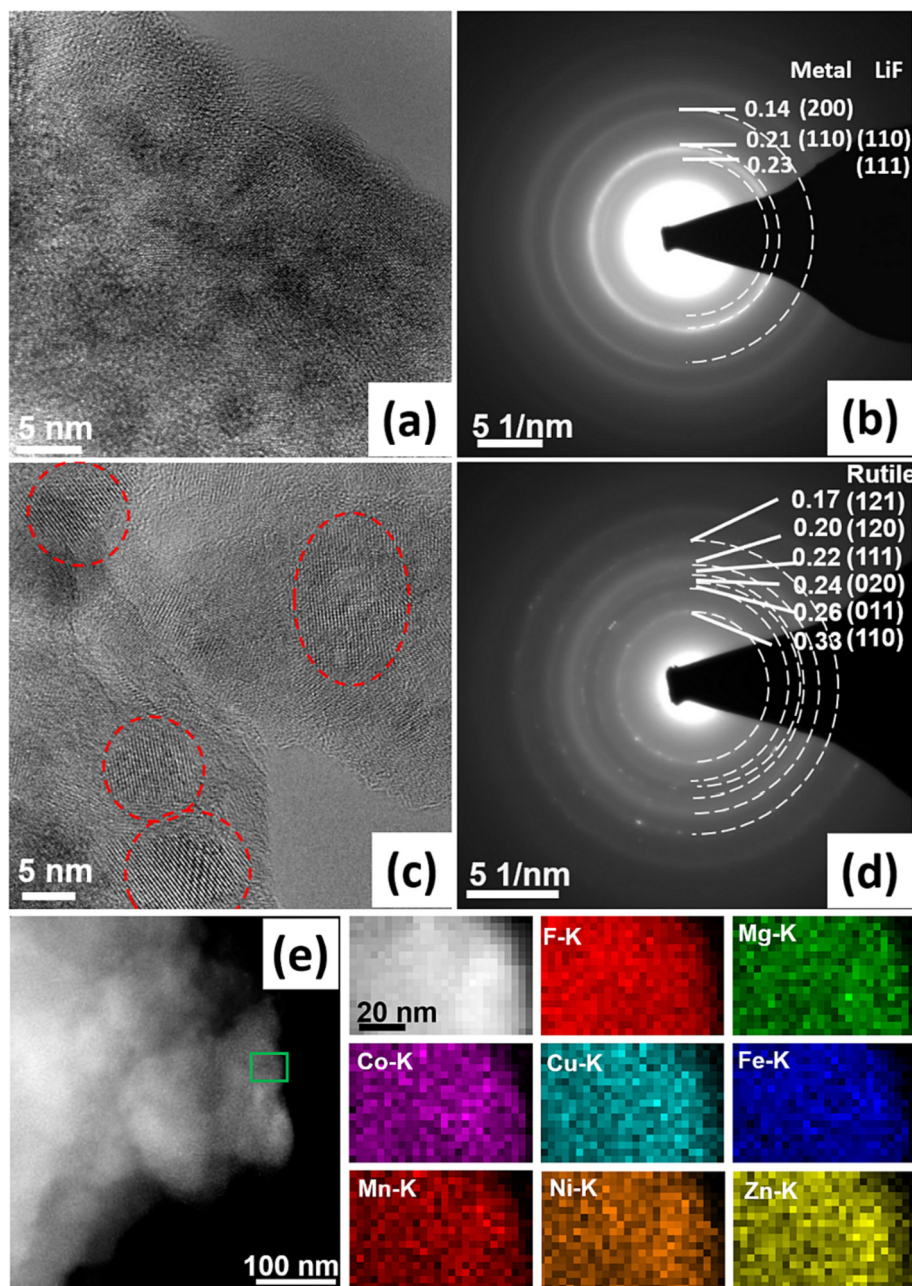 Metal LiF
0.14 (200)
0.21 (110) (110)
0.23 (111)
5 nm
(a)
5 1/nm
(b)
Rutile
0.17 (121)
0.20 (120)
0.22 (111)
0.24 (020)
0.26 (011)
0.33 (110)
5 nm
(c)
5 1/nm
(d)
(e)
100 nm
20 nm
F-K
Mg-K
Co-K
Cu-K
Fe-K
Mn-K
Ni-K
Zn-K